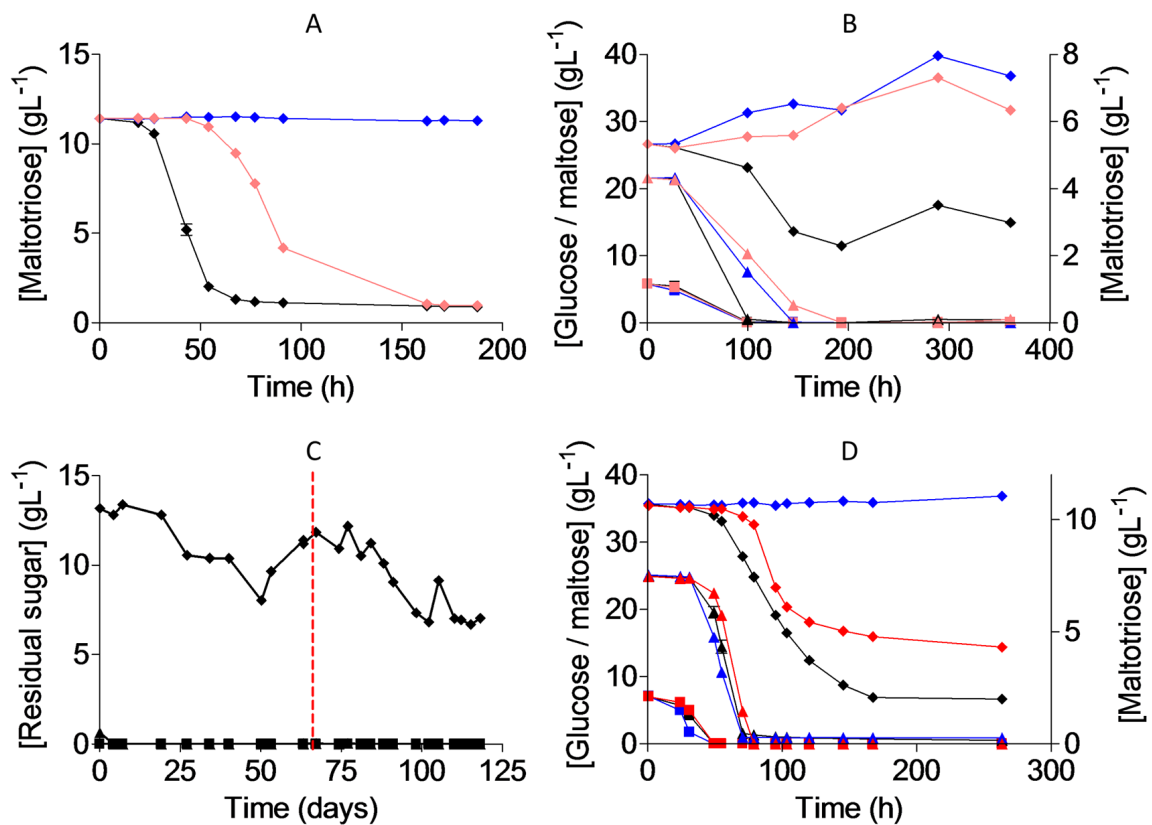 A
B
[Maltotriose] (gL⁻¹)
15
10
5
0
0 50 100 150 200
Time (h)
[Glucose / maltose] (gL⁻¹)
40
30
20
10
0
8
6
4
2
0
[Maltotriose] (gL⁻¹)
0 100 200 300 400
Time (h)
C
D
[Residual sugar] (gL⁻¹)
15
10
5
0
0 25 50 75 100 125
Time (days)
[Glucose / maltose] (gL⁻¹)
40
30
20
10
0
10
5
0
[Maltotriose] (gL⁻¹)
0 100 200 300
Time (h)